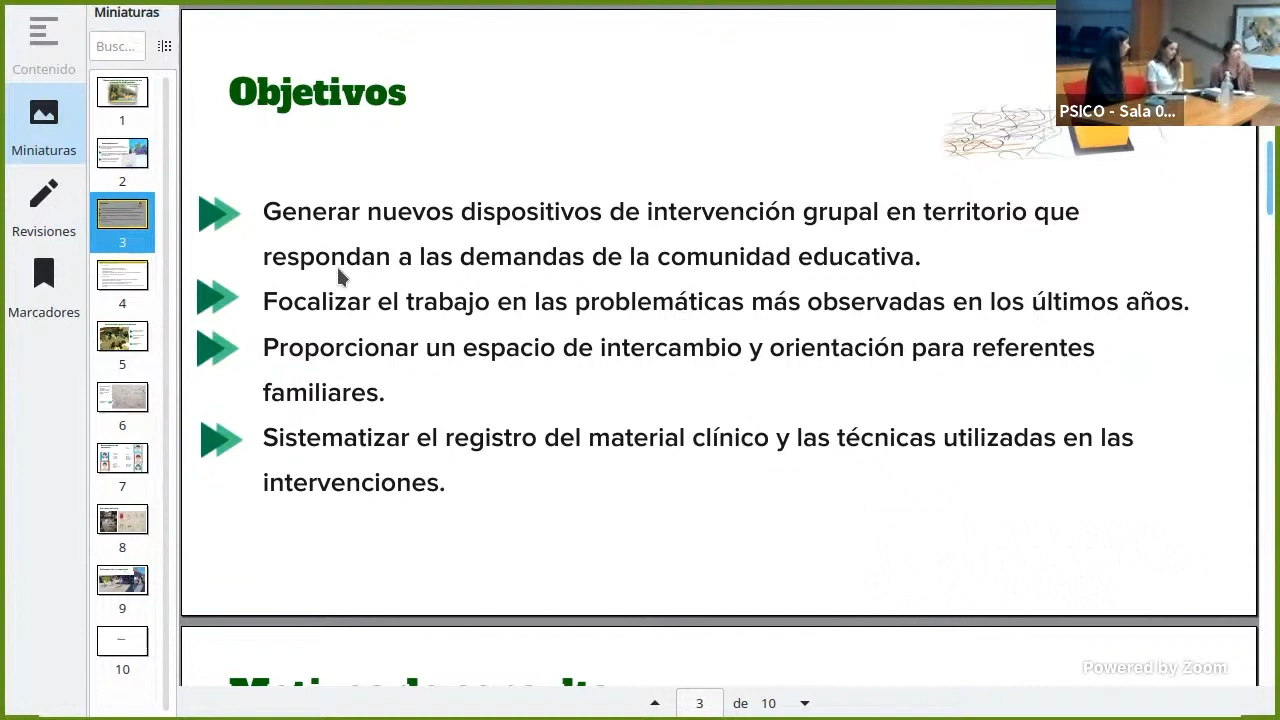 Contenido
Miniaturas
Revisiones
Marcadores
Miniaturas
Busc...
1
2
3
4
5
6
7
8
9
10
Objetivos
Generar nuevos dispositivos de intervención grupal en territorio que
respondan a las demandas de la comunidad educativa.
Focalizar el trabajo en las problemáticas más observadas en los últimos años.
Proporcionar un espacio de intercambio y orientación para referentes
familiares.
Sistematizar el registro del material clínico y las técnicas utilizadas en las
intervenciones.
PSICO - Sala 0...
Powered by Zoom
3 de 10